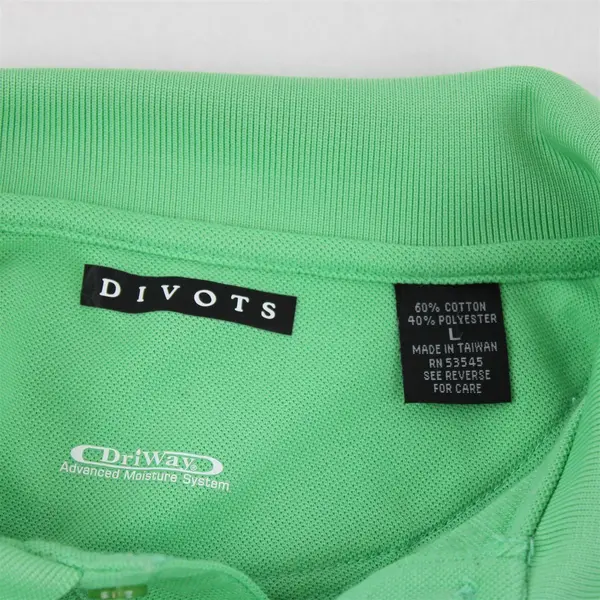 DIVOTS
60% COTTON
40% POLYESTER
L
MADE IN TAIWAN
RN 53545
SEE REVERSE
FOR CARE
DriWay®
Advanced Moisture System